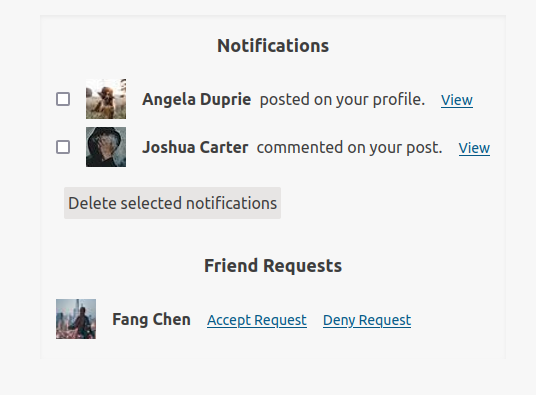 Notifications
Angela Duprie posted on your profile. View
Joshua Carter commented on your post. View
Delete selected notifications
Friend Requests
Fang Chen Accept Request Deny Request